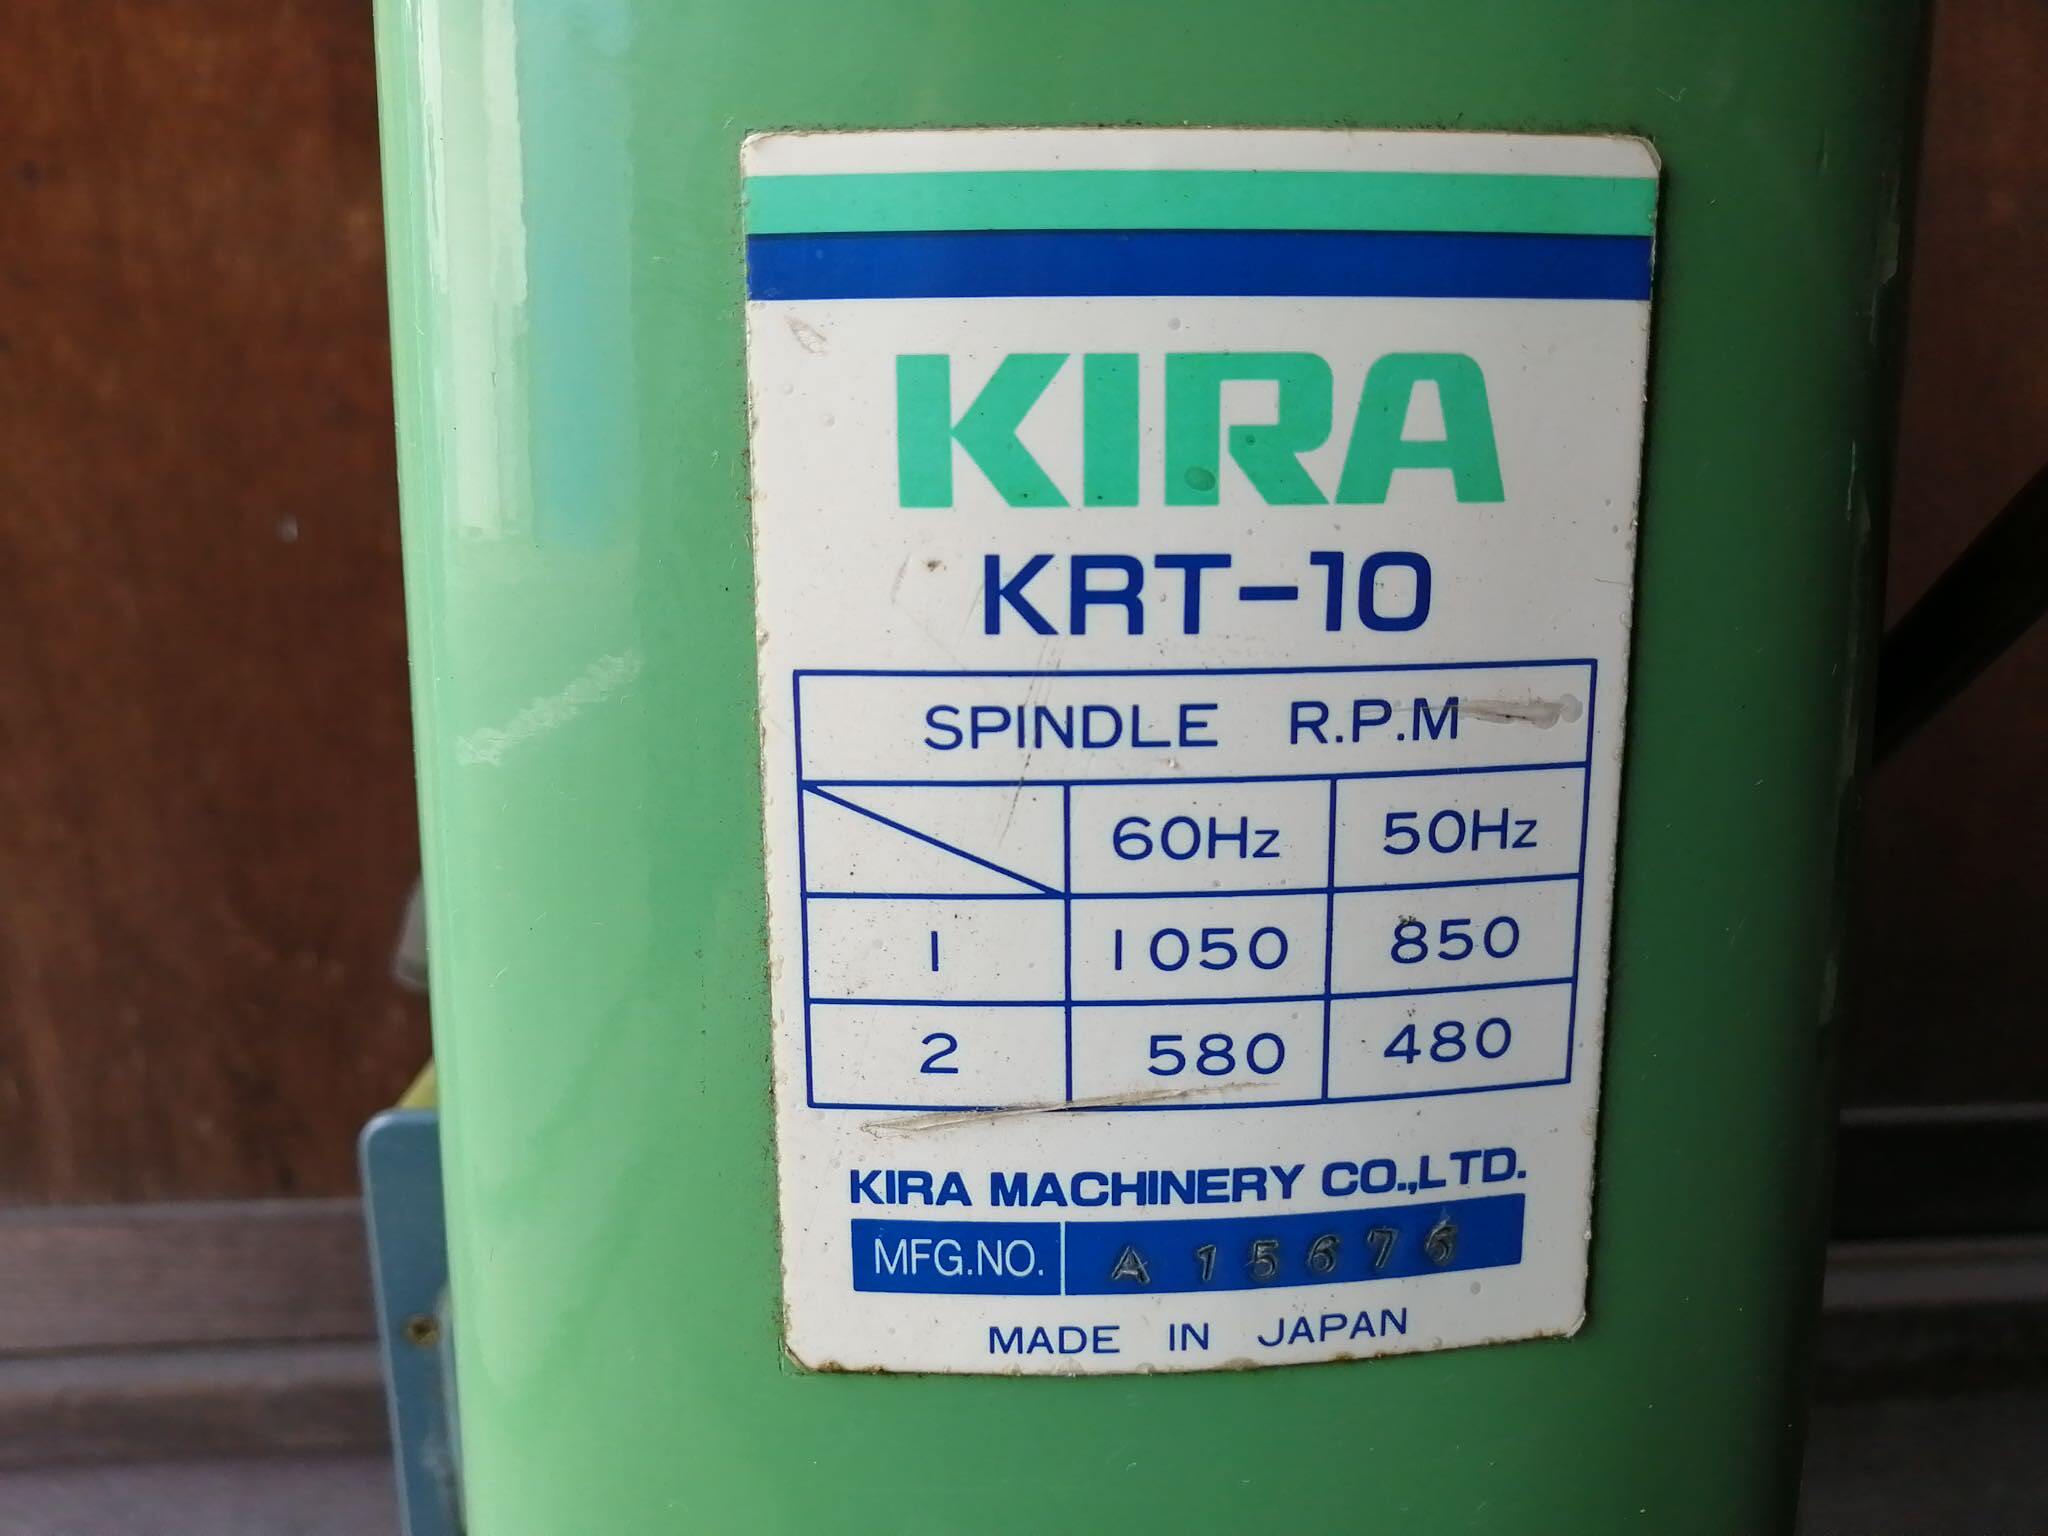 KIRA
KRT-10
SPINDLE R.P.M
60Hz 50Hz
1 1050 850
2 580 480
KIRA MACHINERY CO.,LTD.
MFG.NO. A15676
MADE IN JAPAN